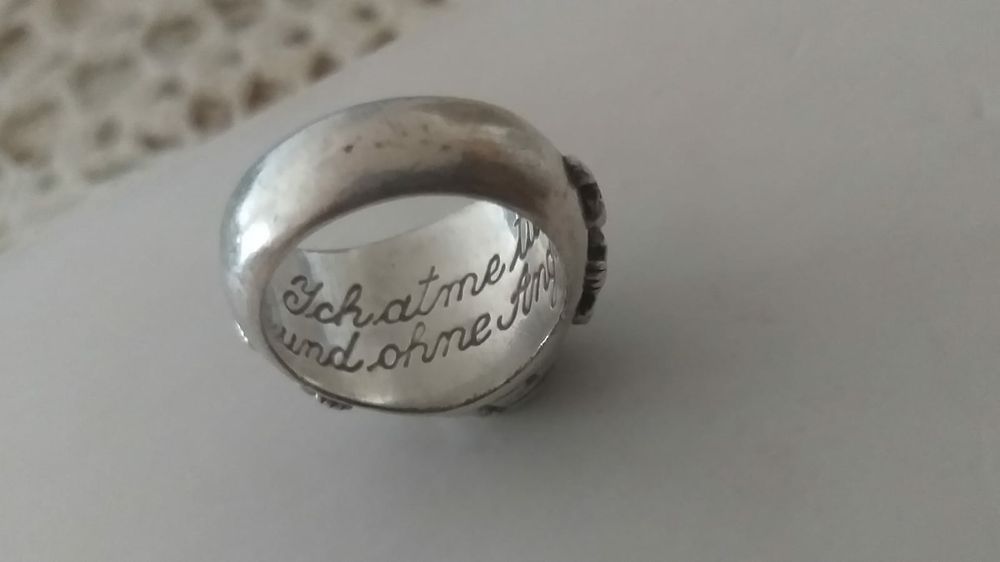 Ich atme
und ohne